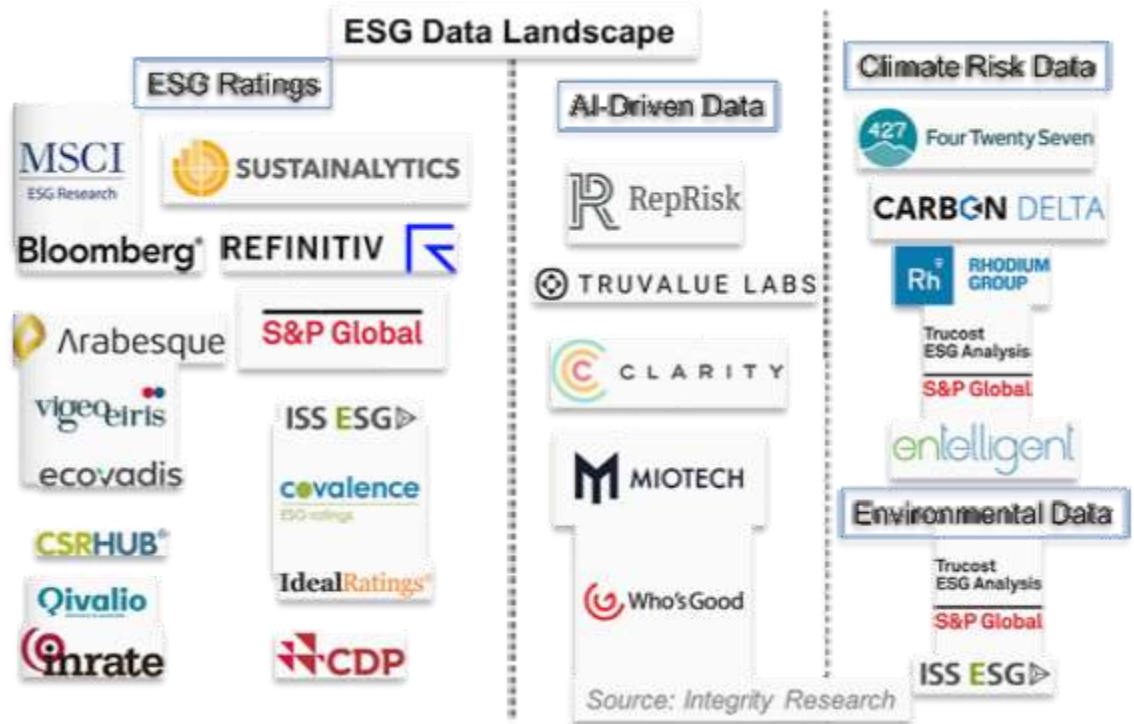 ESG Data Landscape
ESG Ratings
MSCI
ESG Research
SUSTAINALYTICS
Bloomberg®
REFINITIV
Arabesque
S&P Global
vigeoeiris
ISS ESG
ecovadis
covalence
ESG ratings
CSRHUB®
IdealRatings®
Qivalio
inrate
CDP
AI-Driven Data
RepRisk
TRUVALUE LABS
C CLARITY
MIOTECH
Who's Good
Source: Integrity Research
Climate Risk Data
427 Four Twenty Seven
CARBON DELTA
Rh
RHODIUM
GROUP
Trucost
ESG Analysis
S&P Global
entelligent
Environmental Data
Trucost
ESG Analysis
S&P Global
ISS ESG